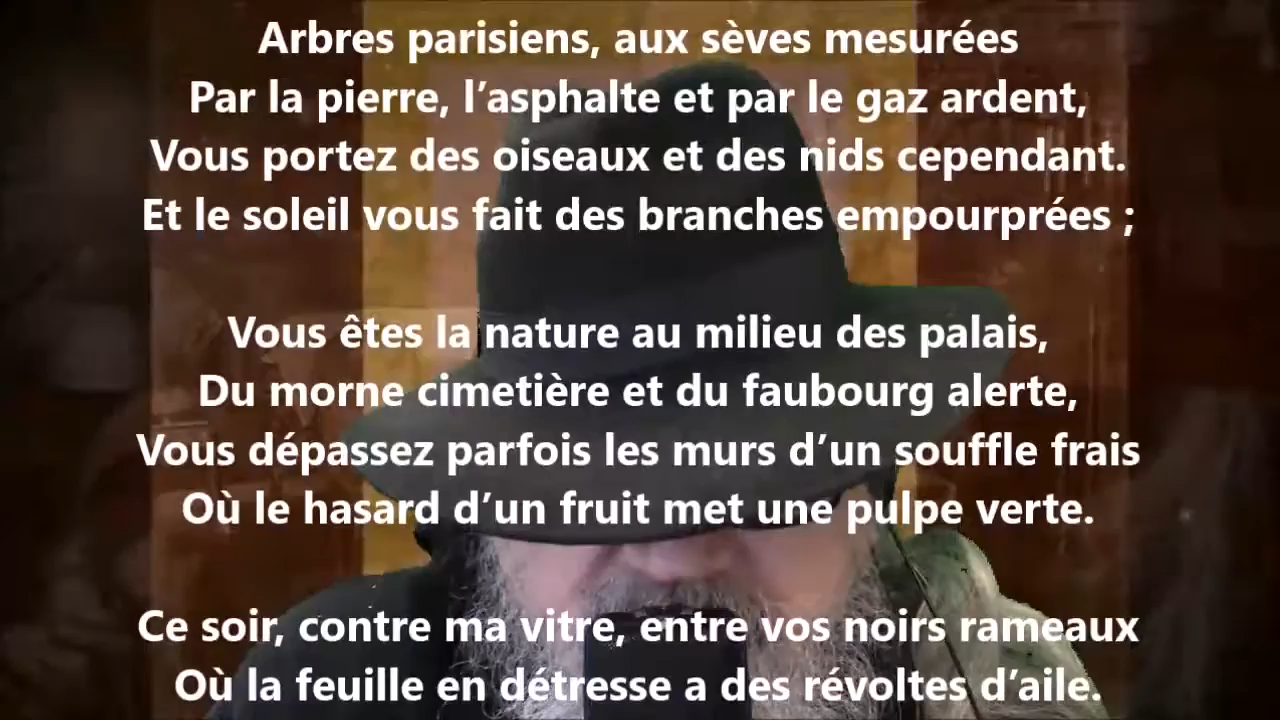 Arbres parisiens, aux sèves mesurées
Par la pierre, l’asphalte et par le gaz ardent,
Vous portez des oiseaux et des nids cependant.
Et le soleil vous fait des branches empourprées ;
Vous êtes la nature au milieu des palais,
Du morne cimetière et du faubourg alerte,
Vous dépassez parfois les murs d’un souffle frais
Où le hasard d’un fruit met une pulpe verte.
Ce soir, contre ma vitre, entre vos noirs rameaux
Où la feuille en détresse a des révoltes d’aile.